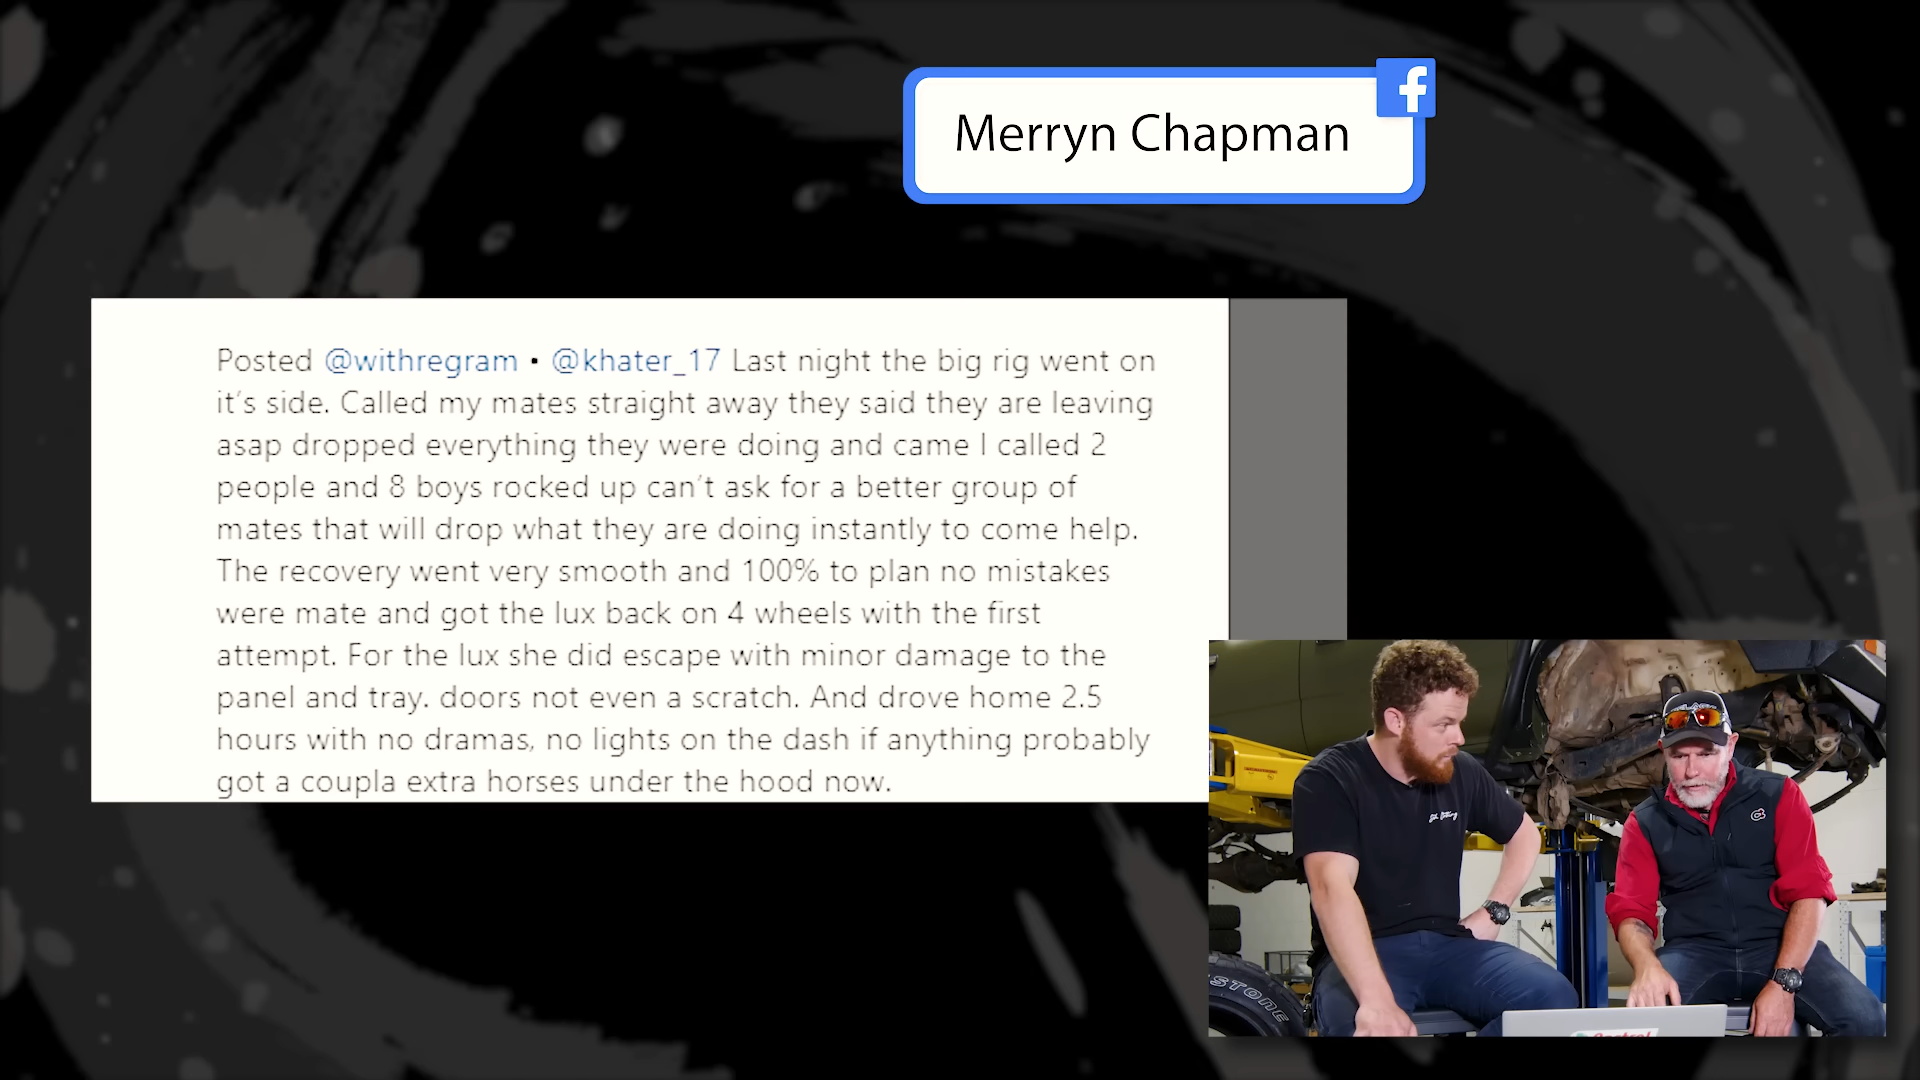 Merryn Chapman
Posted @withregram • @khater_17 Last night the big rig went on
it's side. Called my mates straight away they said they are leaving
asap dropped everything they were doing and came I called 2
people and 8 boys rocked up can't ask for a better group of
mates that will drop what they are doing instantly to come help.
The recovery went very smooth and 100% to plan no mistakes
were mate and got the lux back on 4 wheels with the first
attempt. For the lux she did escape with minor damage to the
panel and tray. doors not even a scratch. And drove home 2.5
hours with no dramas, no lights on the dash if anything probably
got a coupla extra horses under the hood now.